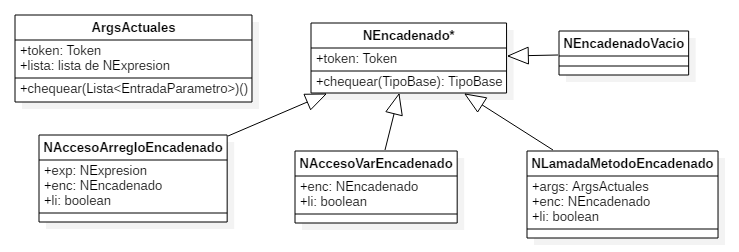 ArgsActuales
+token: Token
+lista: lista de NExpresion
+chequear(Lista<EntradaParametro>)()
NEncadenado*
+token: Token
+chequear(TipoBase): TipoBase
NEncadenadoVacio
NAccesoArregloEncadenado
+exp: NExpresion
+enc: NEncadenado
+li: boolean
NAccesoVarEncadenado
+enc: NEncadenado
+li: boolean
NLamadaMetodoEncadenado
+args: ArgsActuales
+enc: NEncadenado
+li: boolean